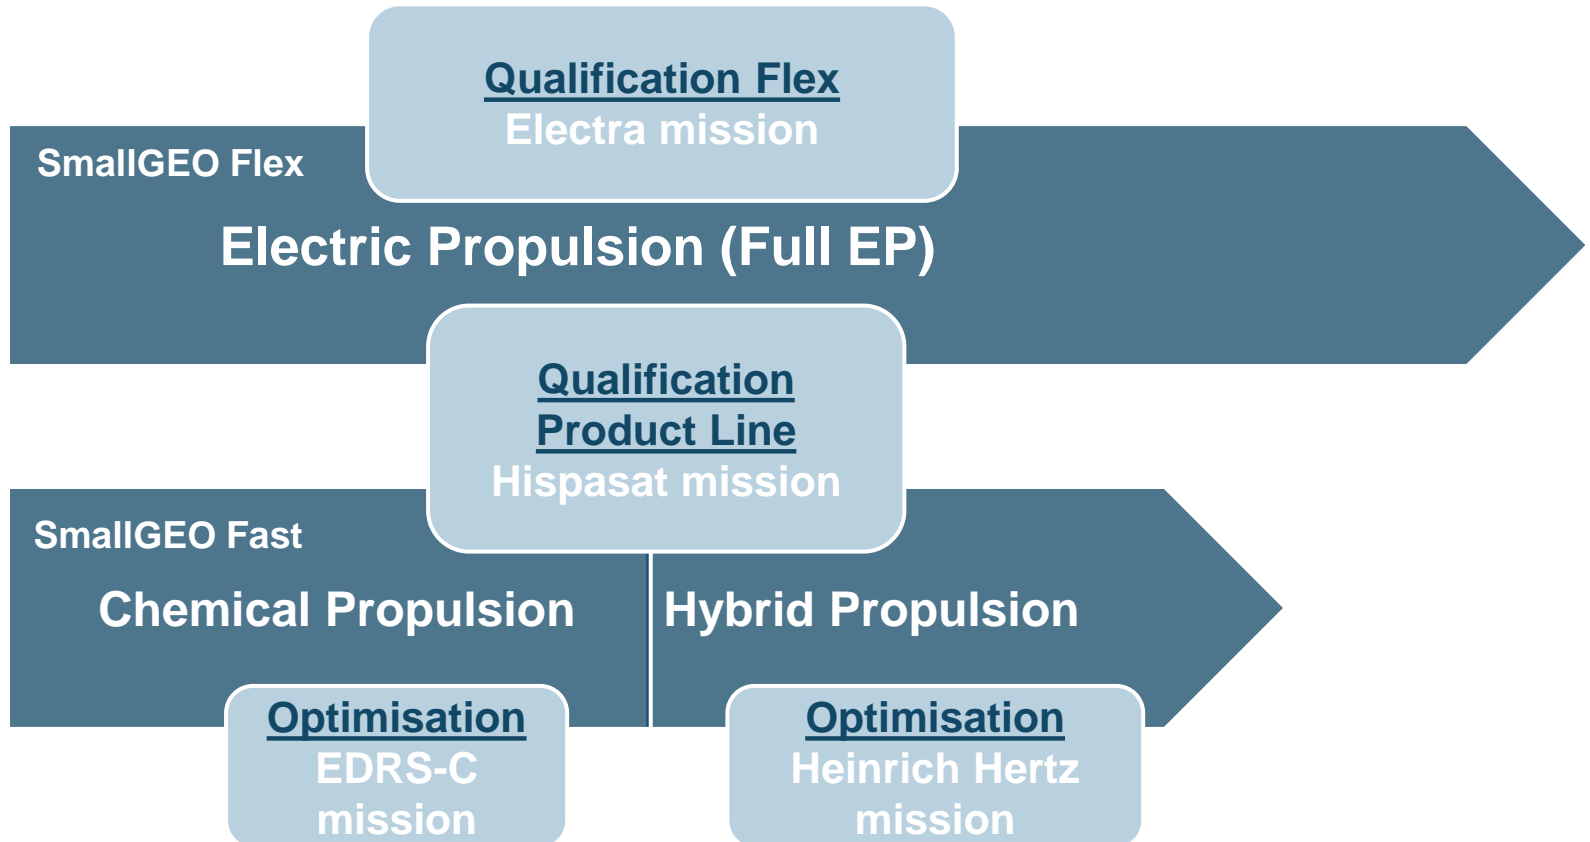 Qualification Flex
Electra mission
SmallGEO Flex
Electric Propulsion (Full EP)
Qualification
Product Line
Hispasat mission
SmallGEO Fast
Chemical Propulsion
Hybrid Propulsion
Optimisation
EDRS-C
mission
Optimisation
Heinrich Hertz
mission